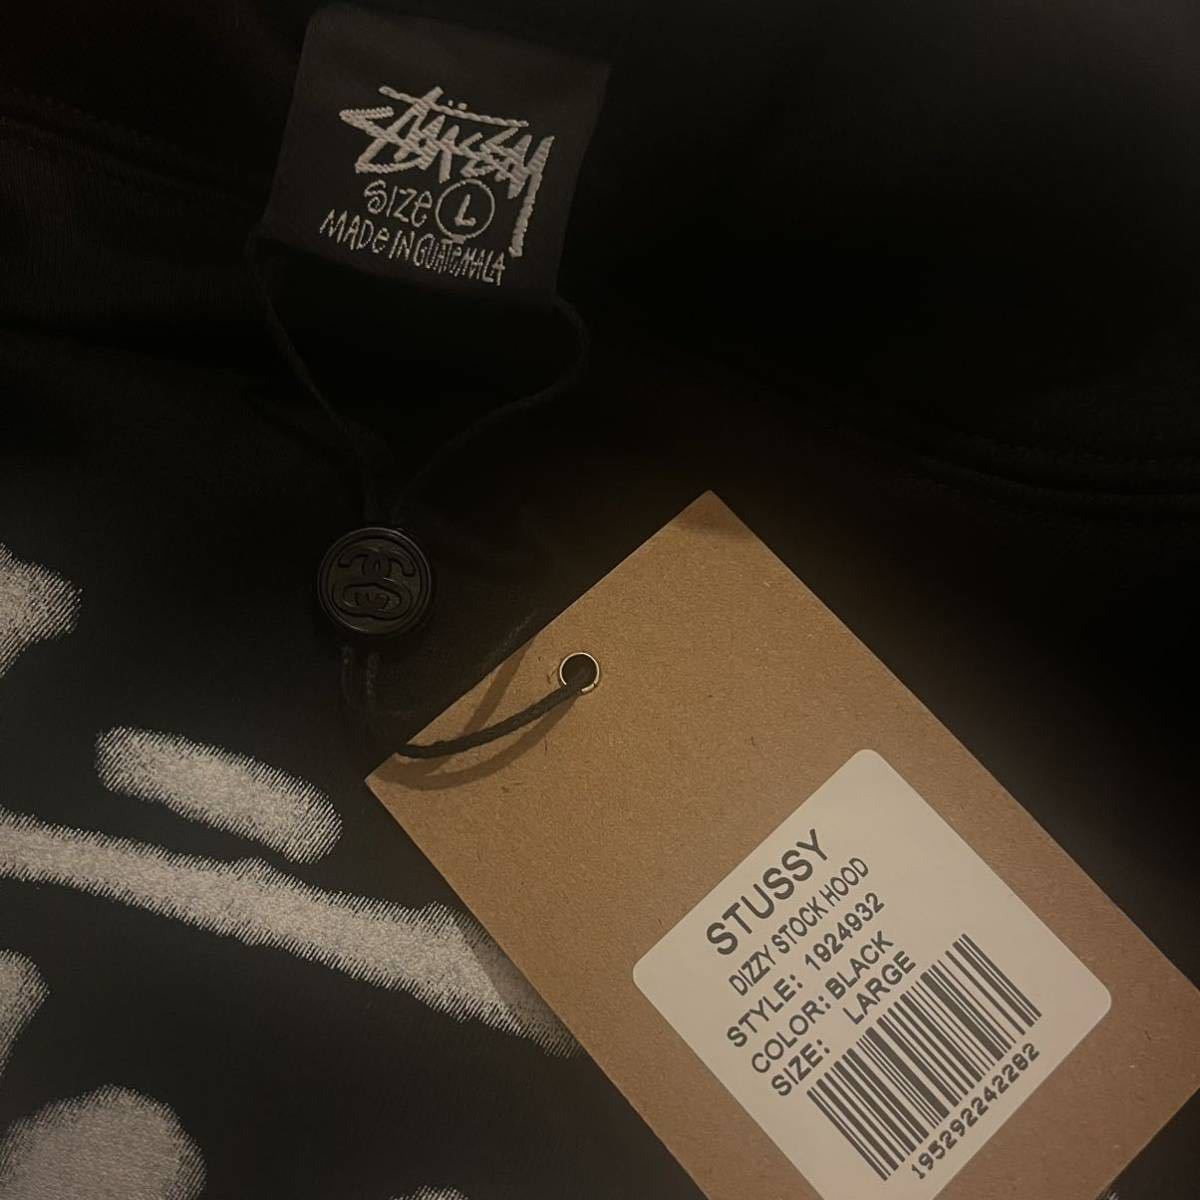 STÜSSY
SIZE L
MADE IN GUATEMALA
STUSSY
DIZZY STOCK HOOD
STYLE: 1924932
COLOR: BLACK
SIZE: LARGE
195292242282